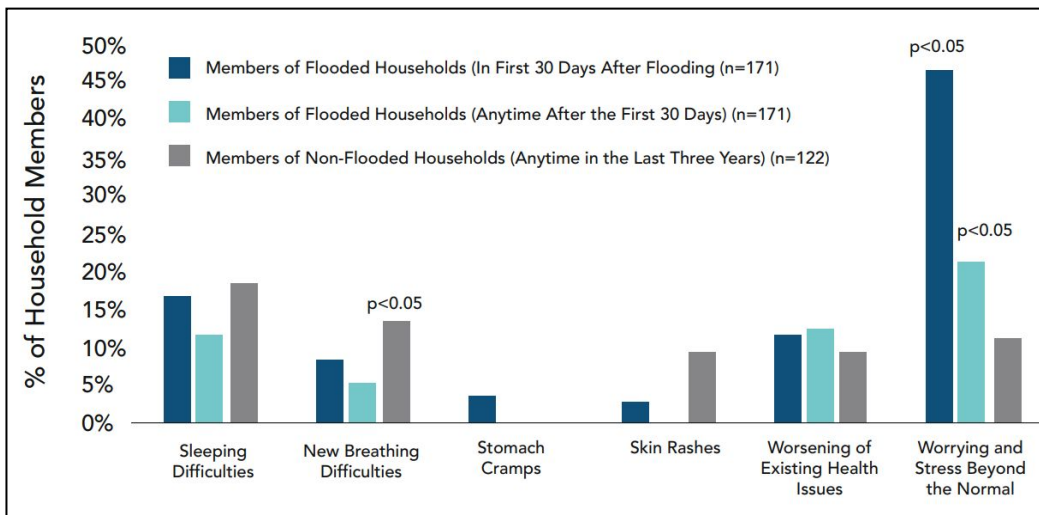 % of Household Members
50%
45%
40%
35%
30%
25%
20%
15%
10%
5%
0%
Members of Flooded Households (In First 30 Days After Flooding (n=171)
Members of Flooded Households (Anytime After the First 30 Days) (n=171)
Members of Non-Flooded Households (Anytime in the Last Three Years) (n=122)
p<0.05
p<0.05
p<0.05
Sleeping
Difficulties
New Breathing
Difficulties
Stomach
Cramps
Skin Rashes
Worsening of
Existing Health
Issues
Worrying and
Stress Beyond
the Normal